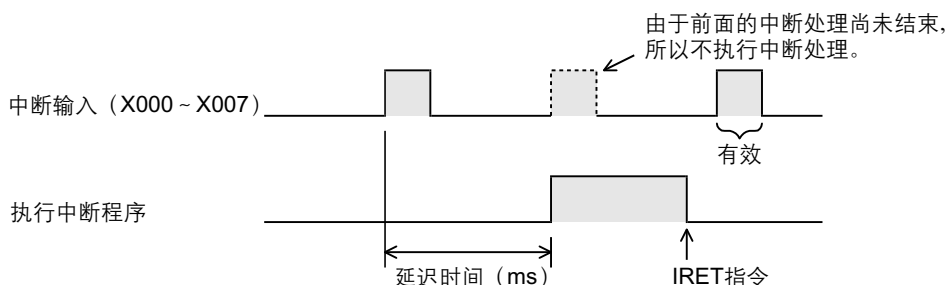 由于前面的中断处理尚未结束,
所以不执行中断处理。
中断输入（X000 ~ X007）
有效
执行中断程序
延迟时间（ms）
IRET指令